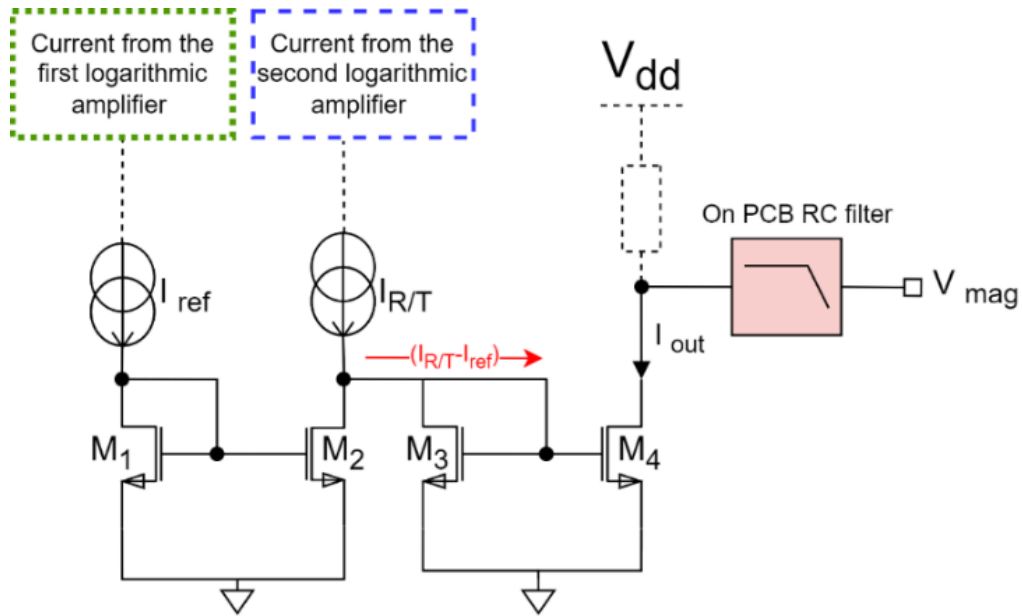 Current from the
first logarithmic
amplifier
Current from the
second logarithmic
amplifier
Vdd
On PCB RC filter
I ref
IR/T
(IR/T-Iref)
I out
V mag
M1
M2
M3
M4